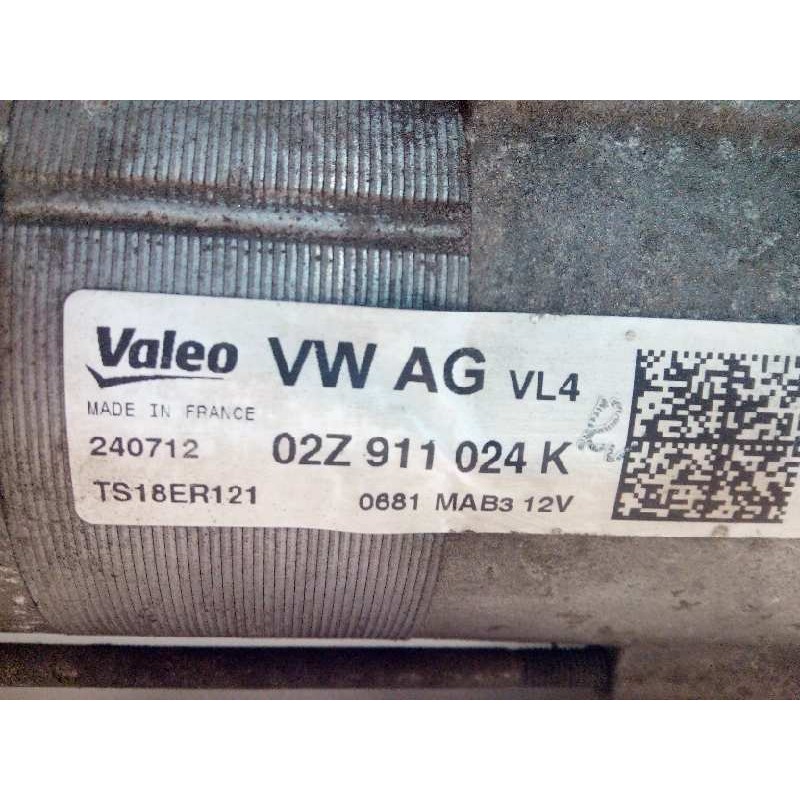 Valeo VW AG VL4
MADE IN FRANCE
240712 02Z 911 024 K
TS18ER121 0681 MAB3 12V